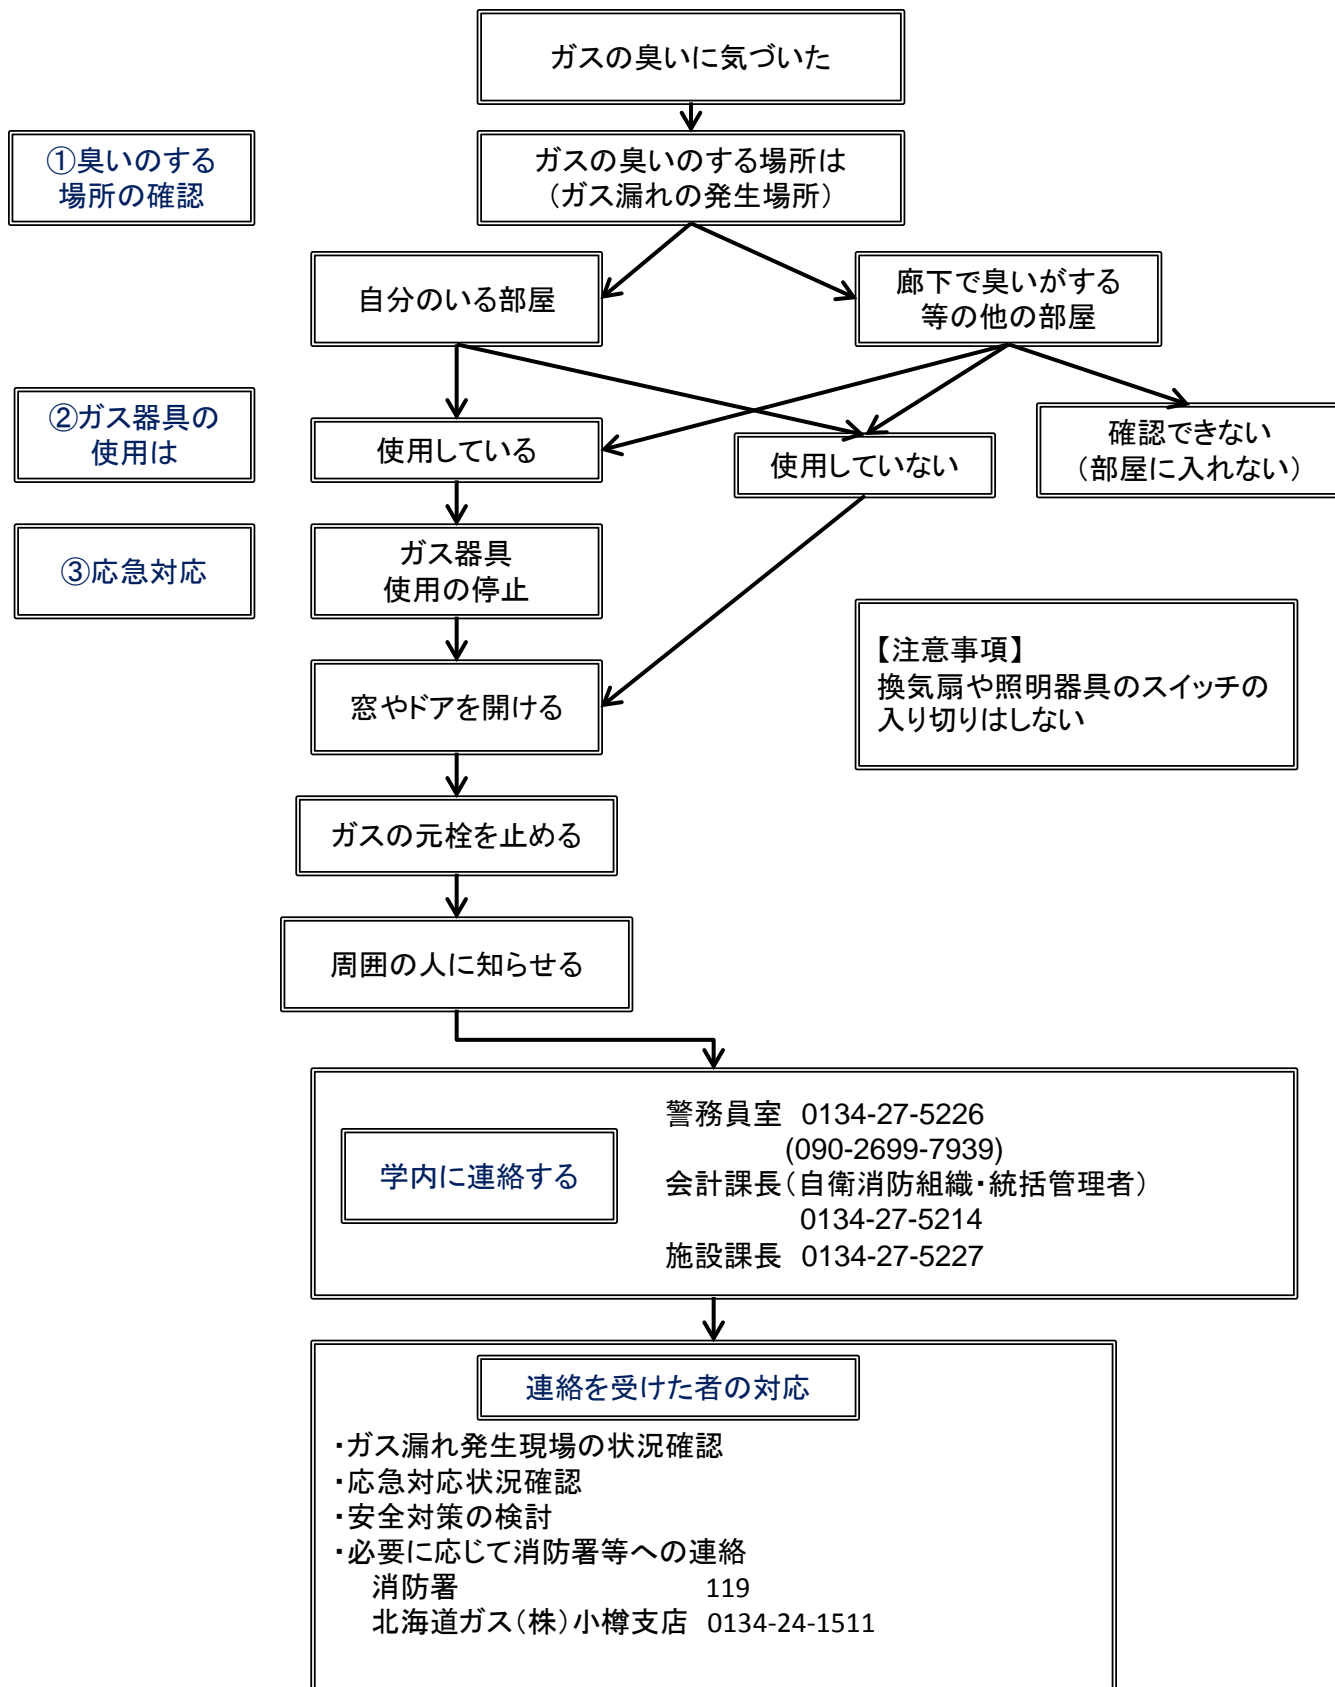 ガスの臭いに気づいた
①臭いのする
場所の確認
ガスの臭いのする場所は
（ガス漏れの発生場所）
自分のいる部屋
廊下で臭いがする
等の他の部屋
②ガス器具の
使用は
使用している
使用していない
確認できない
（部屋に入れない）
③応急対応
ガス器具
使用の停止
【注意事項】
換気扇や照明器具のスイッチの
入り切りはしない
窓やドアを開ける
ガスの元栓を止める
周囲の人に知らせる
学内に連絡する
警務員室 0134-27-5226
(090-2699-7939)
会計課長（自衛消防組織・統括管理者）
0134-27-5214
施設課長 0134-27-5227
連絡を受けた者の対応
・ガス漏れ発生現場の状況確認
・応急対応状況確認
・安全対策の検討
・必要に応じて消防署等への連絡
消防署 119
北海道ガス（株）小樽支店 0134-24-1511